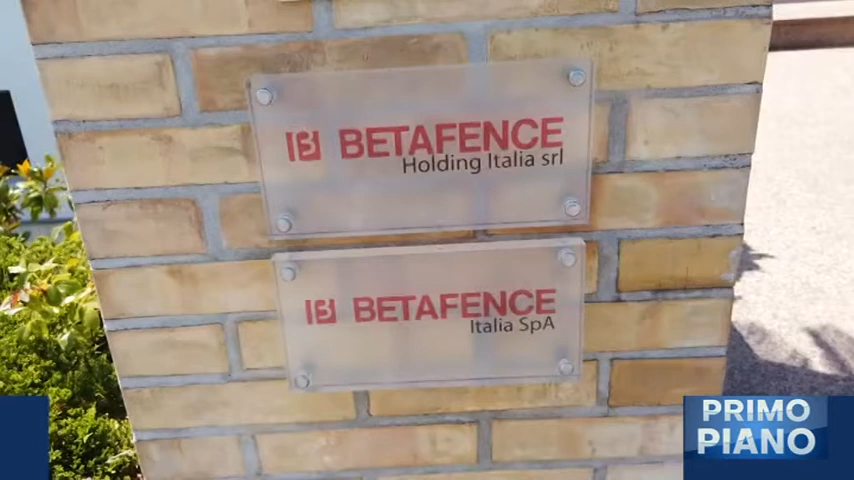 B BETAFENCE
Holding Italia srl
B BETAFENCE
Italia SpA
PRIMO
PIANO